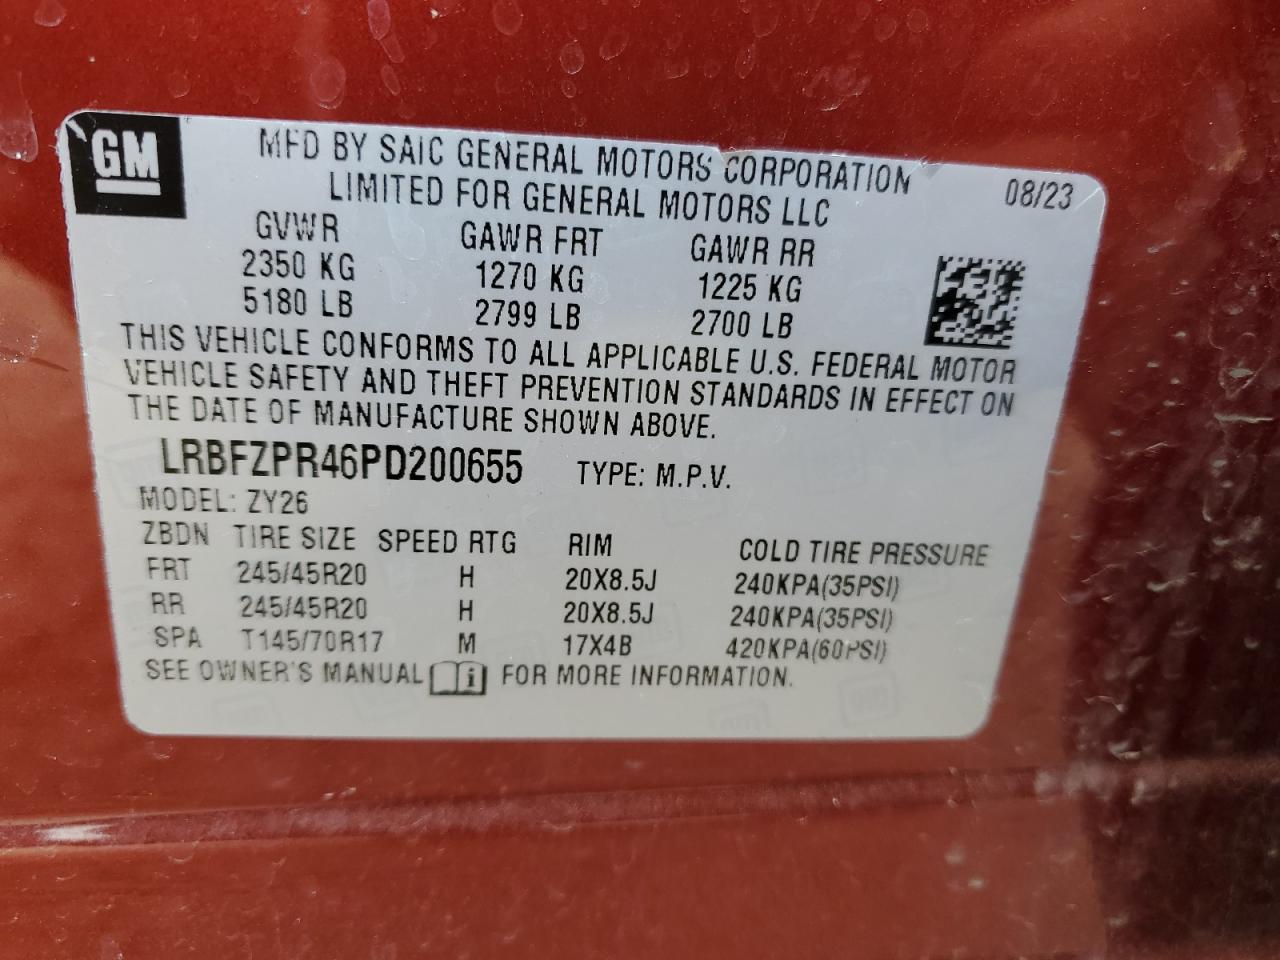 GM
MFD BY SAIC GENERAL MOTORS CORPORATION
LIMITED FOR GENERAL MOTORS LLC
08/23
GVWR GAWR FRT GAWR RR
2350 KG 1270 KG 1225 KG
5180 LB 2799 LB 2700 LB
THIS VEHICLE CONFORMS TO ALL APPLICABLE U.S. FEDERAL MOTOR
VEHICLE SAFETY AND THEFT PREVENTION STANDARDS IN EFFECT ON
THE DATE OF MANUFACTURE SHOWN ABOVE.
LRBFZPR46PD200655 TYPE: M.P.V.
MODEL: ZY26
ZBDN TIRE SIZE SPEED RTG RIM COLD TIRE PRESSURE
FRT 245/45R20 H 20X8.5J 240KPA(35PSI)
RR 245/45R20 H 20X8.5J 240KPA(35PSI)
SPA T145/70R17 M 17X4B 420KPA(60PSI)
SEE OWNER'S MANUAL i FOR MORE INFORMATION.